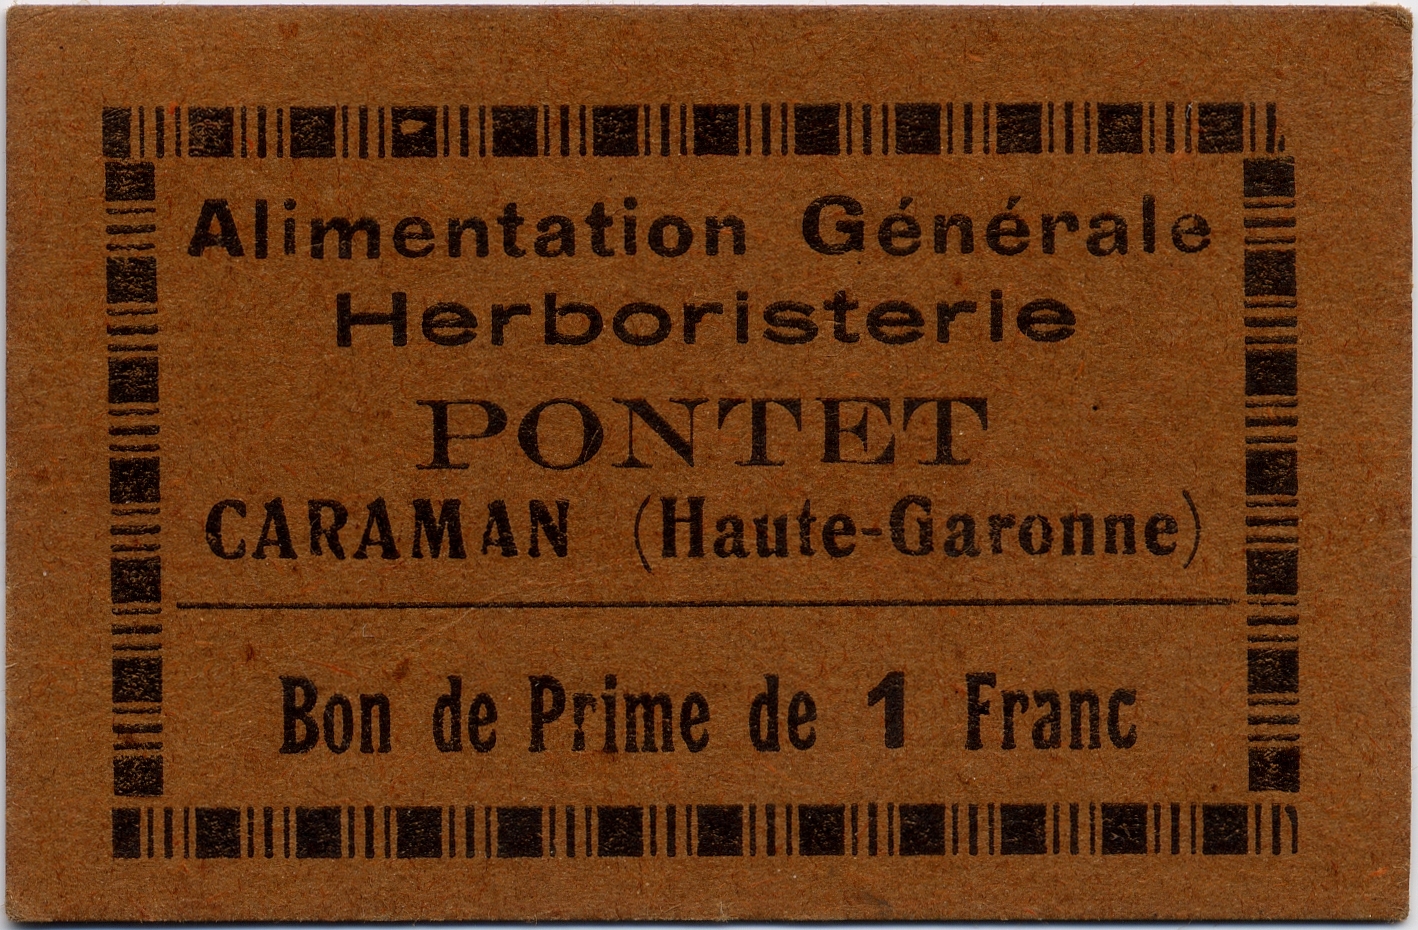 Alimentation Générale
Herboristerie
PONTET
CARAMAN (Haute-Garonne)
Bon de Prime de 1 Franc